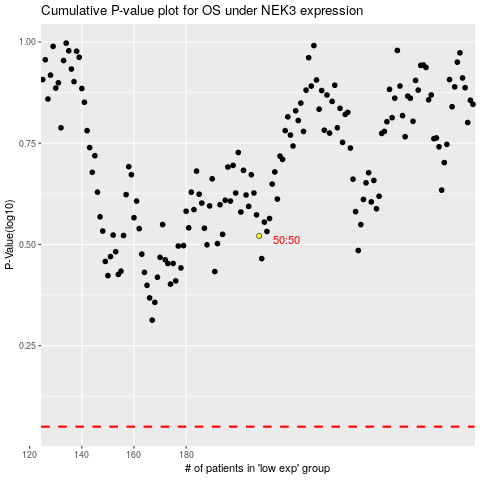 Cumulative P-value plot for OS under NEK3 expression
P-Value(log10)
1.00
0.75
0.50
0.25
50:50
120 140 160 180
# of patients in 'low exp' group